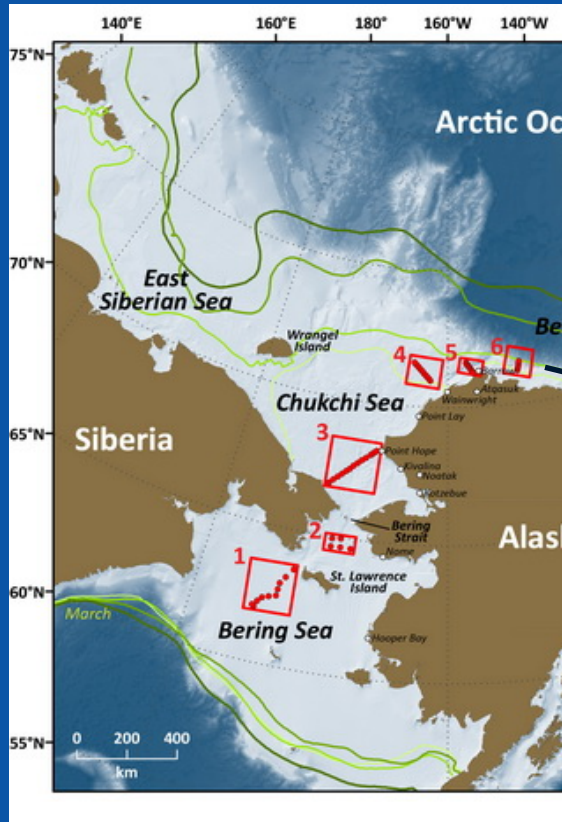 140°E
160°E
180°
160°W
140°W
75°N
Arctic Oc
70°N
East
Siberian Sea
Wrangel
Island
Be
4
5
6
Barrow
Atqasuk
Wainwright
Chukchi Sea
Point Lay
65°N
Siberia
3
Point Hope
Kivalina
Noatak
Kotzebue
2
Bering
Strait
Alas
Nome
1
St. Lawrence
Island
60°N
March
Bering Sea
Hooper Bay
55°N
0 200 400
km